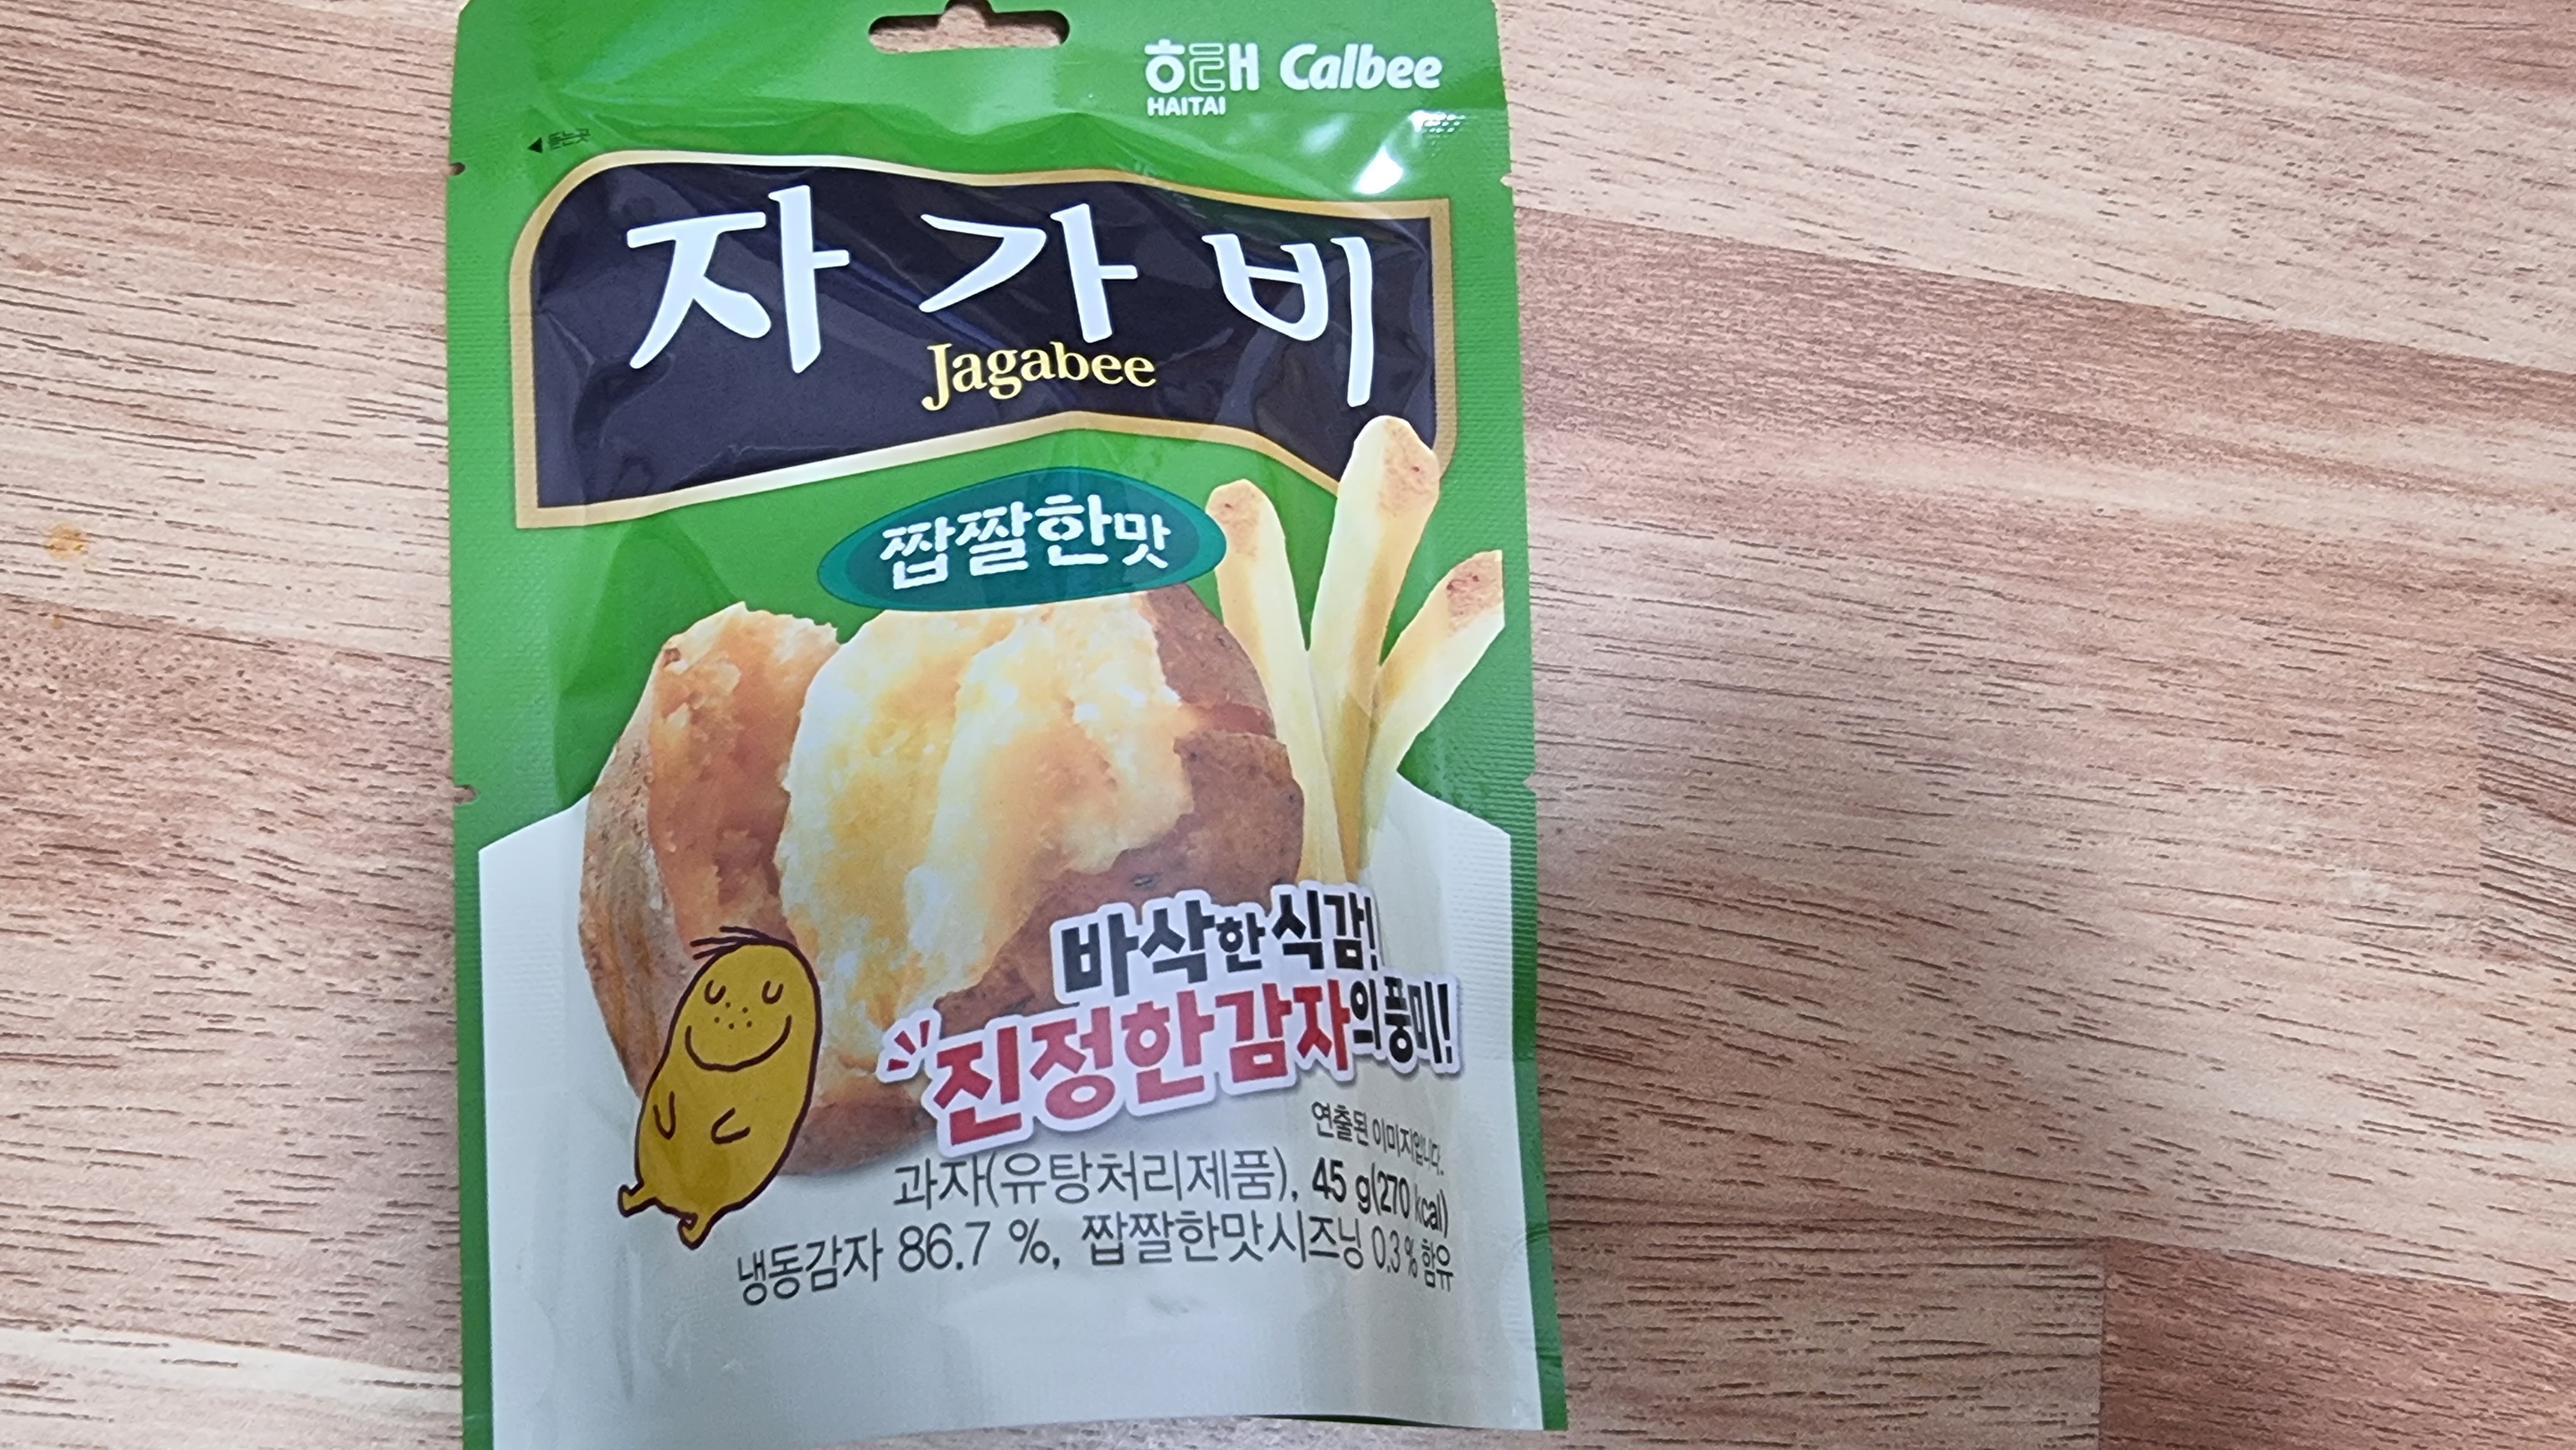 해태 Calbee
HAITAI
◀ 뜯는곳
자가비
Jagabee
짭짤한맛
바삭한 식감!
진정한 감자의 풍미!
연출된 이미지입니다.
과자(유탕처리제품), 45 g(270 kcal)
냉동감자 86.7 %, 짭짤한맛시즈닝 0.3 % 함유